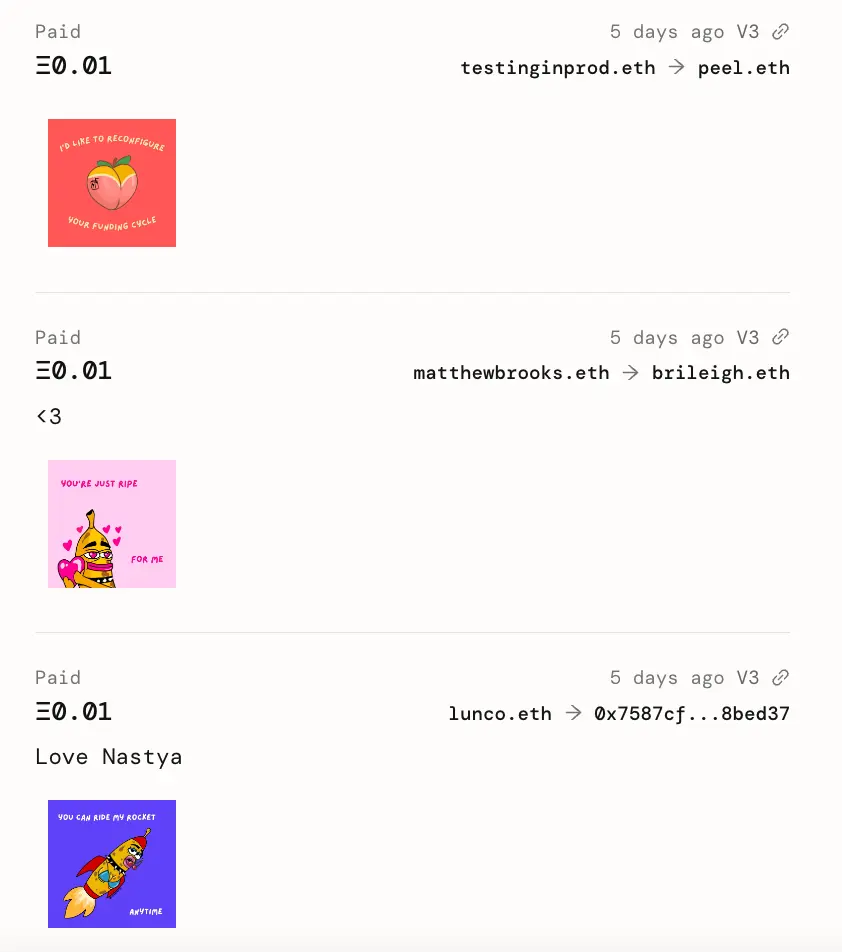 Paid
5 days ago V3
Ξ0.01
testinginprod.eth → peel.eth
I'D LIKE TO RECONFIGURE
YOUR FUNDING CYCLE
Paid
5 days ago V3
Ξ0.01
matthewbrooks.eth → brileigh.eth
<3
YOU'RE JUST RIPE
FOR ME
Paid
5 days ago V3
Ξ0.01
lunco.eth → 0x7587cf...8bed37
Love Nastya
YOU CAN RIDE MY ROCKET
ANYTIME